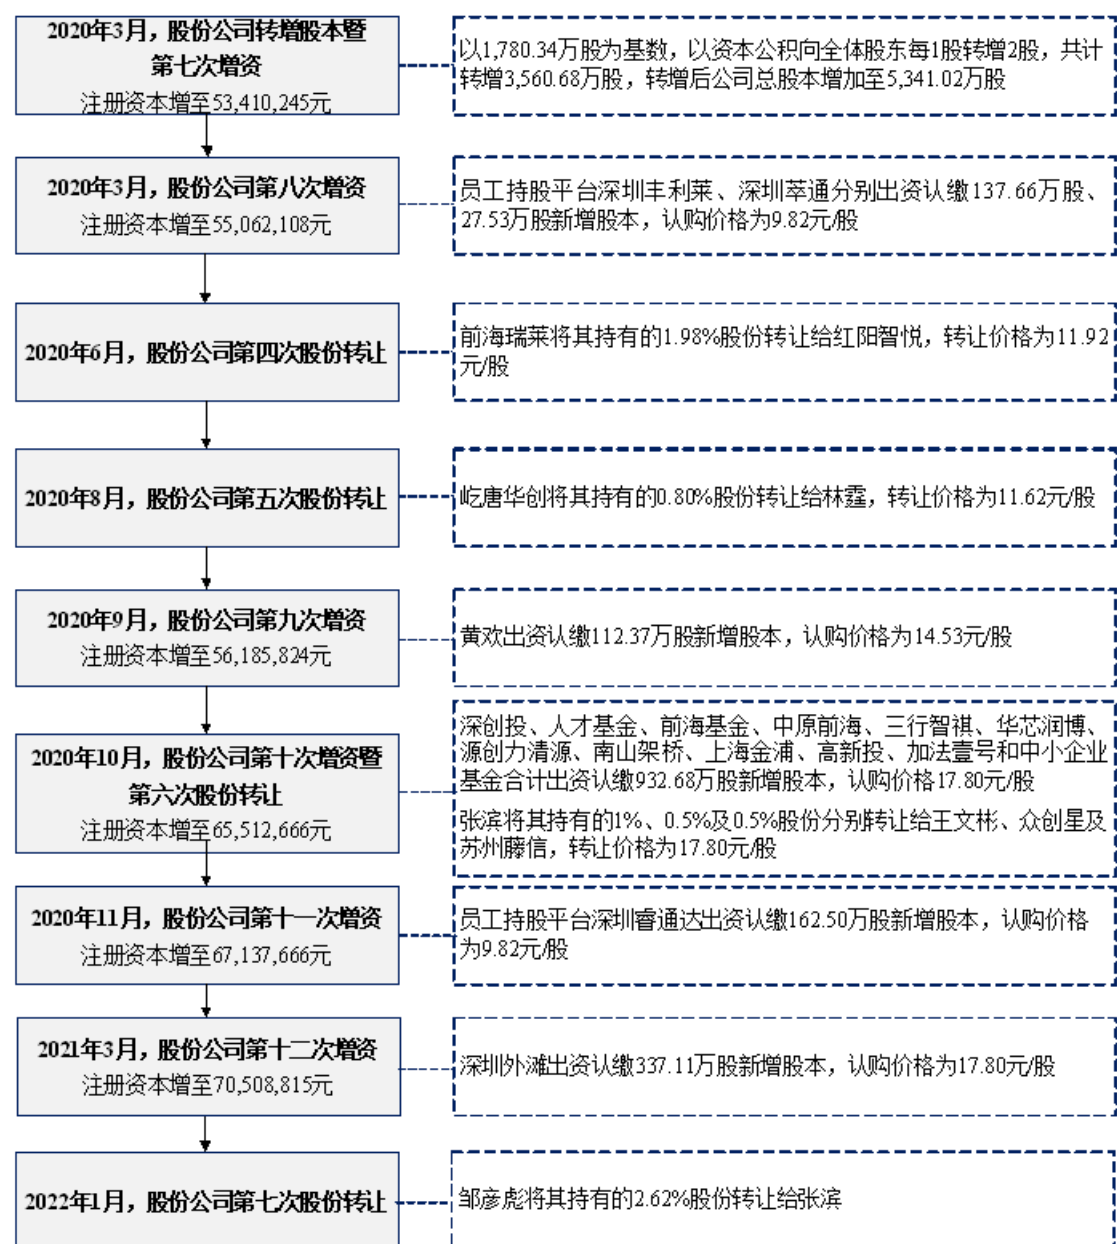 2020年3月，股份公司转增股本暨
第七次增资
注册资本增至53,410,245元
以1,780.34万股为基数，以资本公积向全体股东每1股转增2股，共计
转增3,560.68万股，转增后公司总股本增加至5,341.02万股
2020年3月，股份公司第八次增资
注册资本增至55,062,108元
员工持股平台深圳丰利莱、深圳萃通分别出资认缴137.66万股、
27.53万股新增股本，认购价格为9.82元/股
2020年6月，股份公司第四次股份转让
前海瑞莱将其持有的1.98%股份转让给红阳智悦，转让价格为11.92
元/股
2020年8月，股份公司第五次股份转让
屹唐华创将其持有的0.80%股份转让给林霆，转让价格为11.62元/股
2020年9月，股份公司第九次增资
注册资本增至56,185,824元
黄欢出资认缴112.37万股新增股本，认购价格为14.53元/股
2020年10月，股份公司第十次增资暨
第六次股份转让
注册资本增至65,512,666元
深创投、人才基金、前海基金、中原前海、三行智祺、华芯润博、
源创力清源、南山架桥、上海金浦、高新投、加法壹号和中小企业
基金合计出资认缴932.68万股新增股本，认购价格17.80元/股
张滨将其持有的1%、0.5%及0.5%股份分别转让给王文彬、众创星及
苏州藤信，转让价格为17.80元/股
2020年11月，股份公司第十一次增资
注册资本增至67,137,666元
员工持股平台深圳睿通达出资认缴162.50万股新增股本，认购价格
为9.82元/股
2021年3月，股份公司第十二次增资
注册资本增至70,508,815元
深圳外滩出资认缴337.11万股新增股本，认购价格为17.80元/股
2022年1月，股份公司第七次股份转让
邹彦彪将其持有的2.62%股份转让给张滨